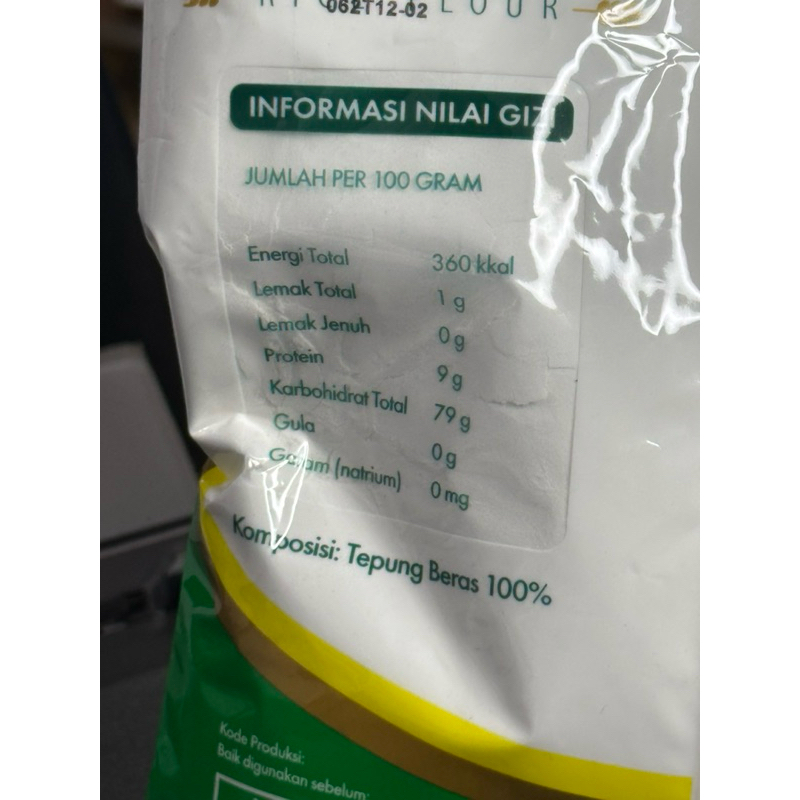 RICE FLOUR
062T12-02
INFORMASI NILAI GIZI
JUMLAH PER 100 GRAM
Energi Total 360 kkal
Lemak Total 1 g
Lemak Jenuh 0 g
Protein 9 g
Karbohidrat Total 79 g
Gula 0 g
Garam (natrium) 0 mg
Komposisi: Tepung Beras 100%
Kode Produksi:
Baik digunakan sebelum: